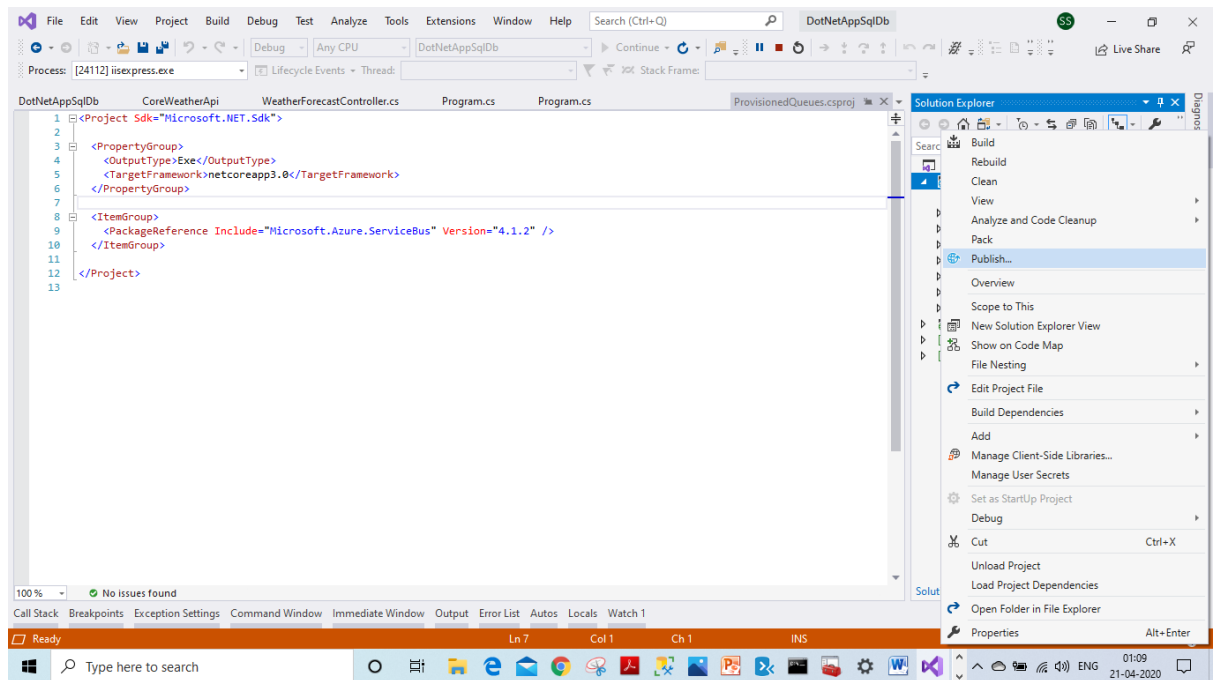 File Edit View Project Build Debug Test Analyze Tools Extensions Window Help Search (Ctrl+Q) DotNetAppSqlDb SS
Debug Any CPU DotNetAppSqlDb Continue Live Share
Process: [24112] iisexpress.exe Lifecycle Events Thread: Stack Frame:
DotNetAppSqlDb CoreWeatherApi WeatherForecastController.cs Program.cs Program.cs ProvisionedQueues.csproj
1 <Project Sdk="Microsoft.NET.Sdk">
2
3 <PropertyGroup>
4 <OutputType>Exe</OutputType>
5 <TargetFramework>netcoreapp3.0</TargetFramework>
6 </PropertyGroup>
7
8 <ItemGroup>
9 <PackageReference Include="Microsoft.Azure.ServiceBus" Version="4.1.2" />
10 </ItemGroup>
11
12 </Project>
13
Solution Explorer
Searc
Diagnos
Build
Rebuild
Clean
View
Analyze and Code Cleanup
Pack
Publish...
Overview
Scope to This
New Solution Explorer View
Show on Code Map
File Nesting
Edit Project File
Build Dependencies
Add
Manage Client-Side Libraries...
Manage User Secrets
Set as StartUp Project
Debug
Cut Ctrl+X
Unload Project
Load Project Dependencies
Open Folder in File Explorer
Properties Alt+Enter
Solut
100 % No issues found
Call Stack Breakpoints Exception Settings Command Window Immediate Window Output Error List Autos Locals Watch 1
Ready Ln 7 Col 1 Ch 1 INS
Type here to search ENG 01:09
21-04-2020